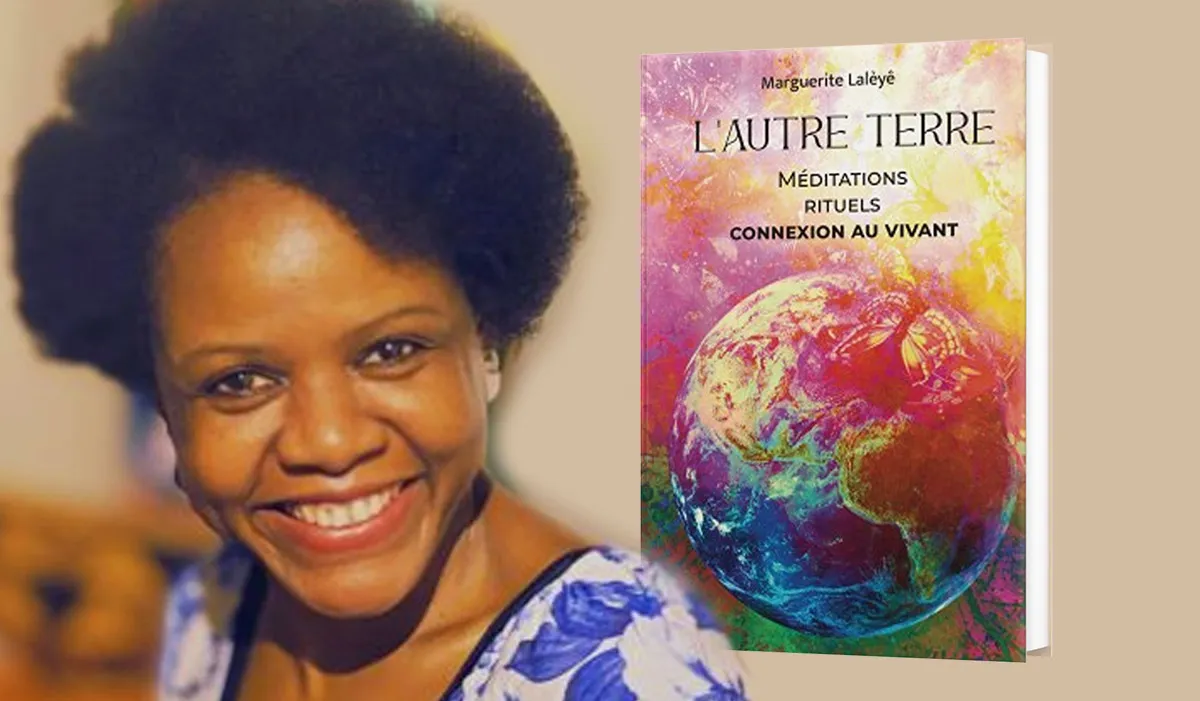 Marguerite Lalèyê
L'AUTRE TERRE
MÉDITATIONS
RITUELS
CONNEXION AU VIVANT